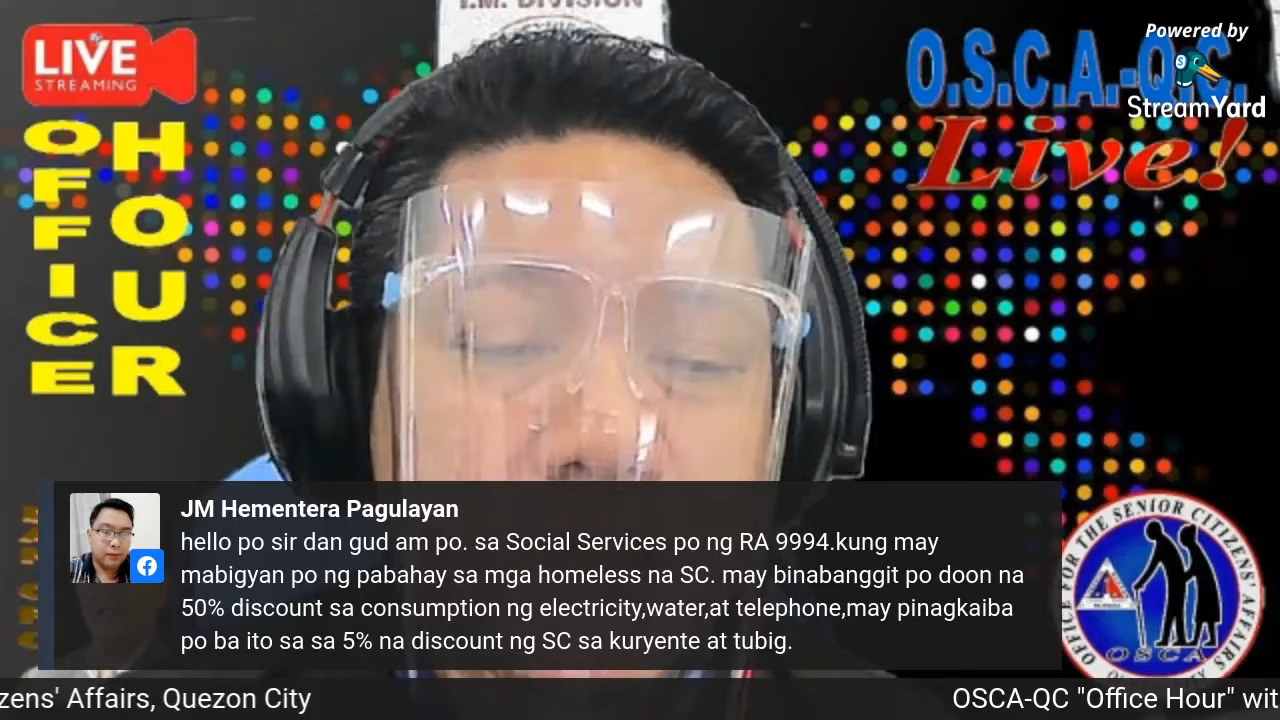 I.M. DIVISION
LIVE
STREAMING
OFFICE
HOUR
O.S.C.A.-Q.C.
Live!
Powered by
StreamYard
JM Hementera Pagulayan
hello po sir dan gud am po. sa Social Services po ng RA 9994.kung may
mabigyan po ng pabahay sa mga homeless na SC. may binabanggit po doon na
50% discount sa consumption ng electricity,water,at telephone,may pinagkaiba
po ba ito sa sa 5% na discount ng SC sa kuryente at tubig.
OFFICE FOR THE SENIOR CITIZENS' AFFAIRS
OSCA
zens' Affairs, Quezon City
OSCA-QC "Office Hour" wit